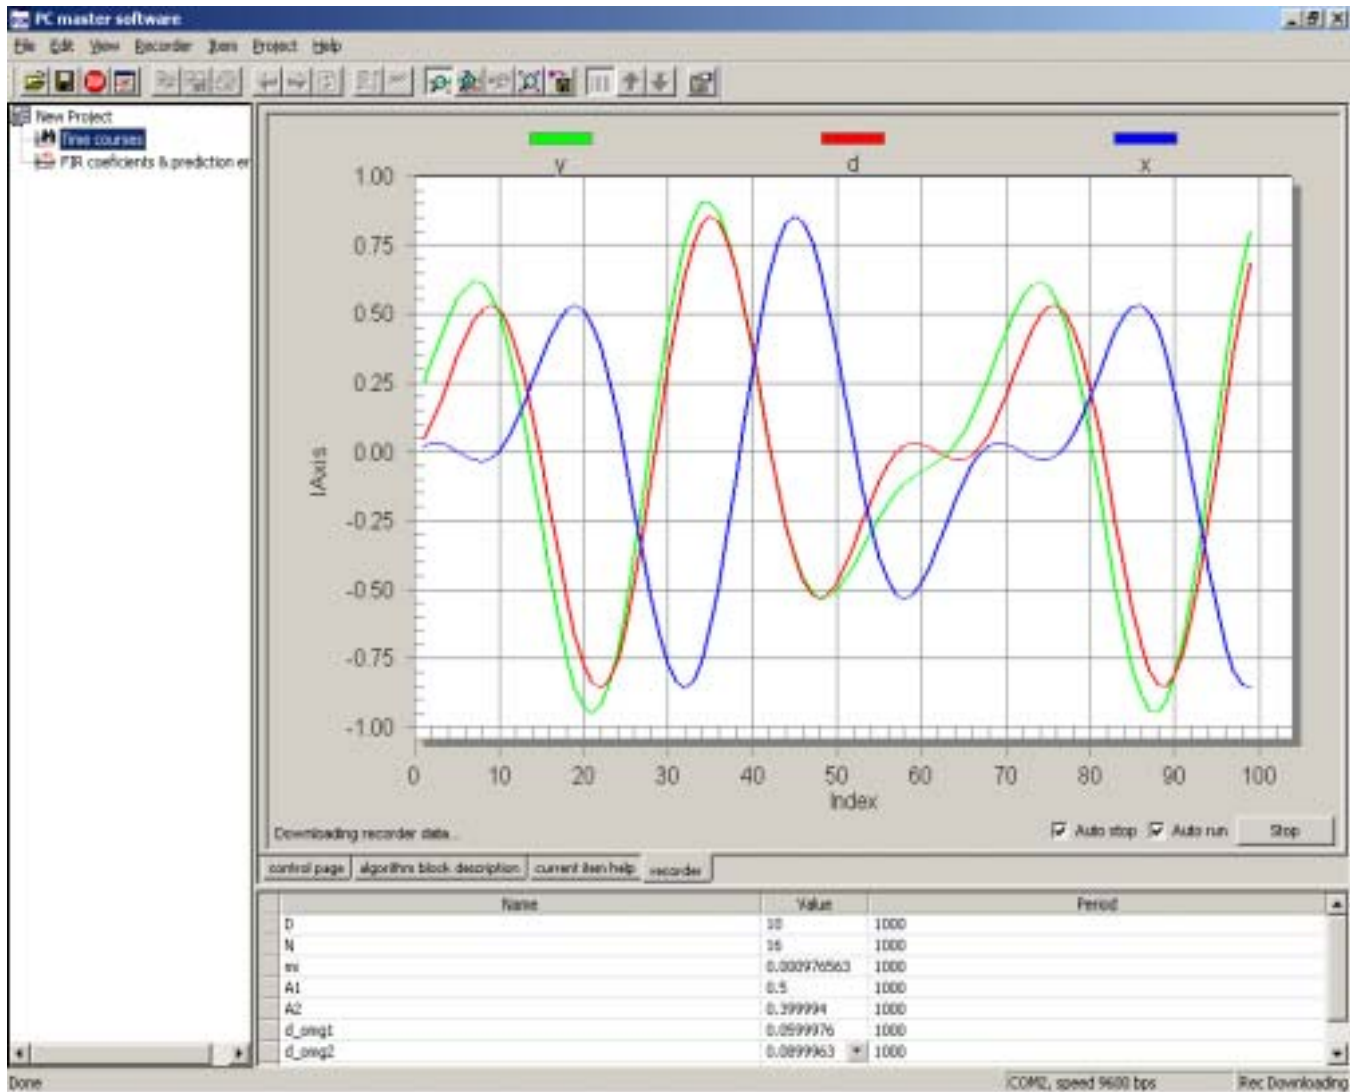 PC master software
File Edit View Recorder Item Project Help
New Project
Time courses
FIR coeficients & prediction er
y d x
1.00
0.75
0.50
0.25
0.00
-0.25
-0.50
-0.75
-1.00
IAxis
0 10 20 30 40 50 60 70 80 90 100
Index
Downloading recorder data...
Auto stop Auto run Stop
control page algorithm block description current item help recorder
Name Value Period
D 10 1000
N 16 1000
mi 0.000976563 1000
A1 0.5 1000
A2 0.399994 1000
d_omg1 0.0599976 1000
d_omg2 0.0899963 1000
Done COM2, speed 9600 bps Rec Downloading